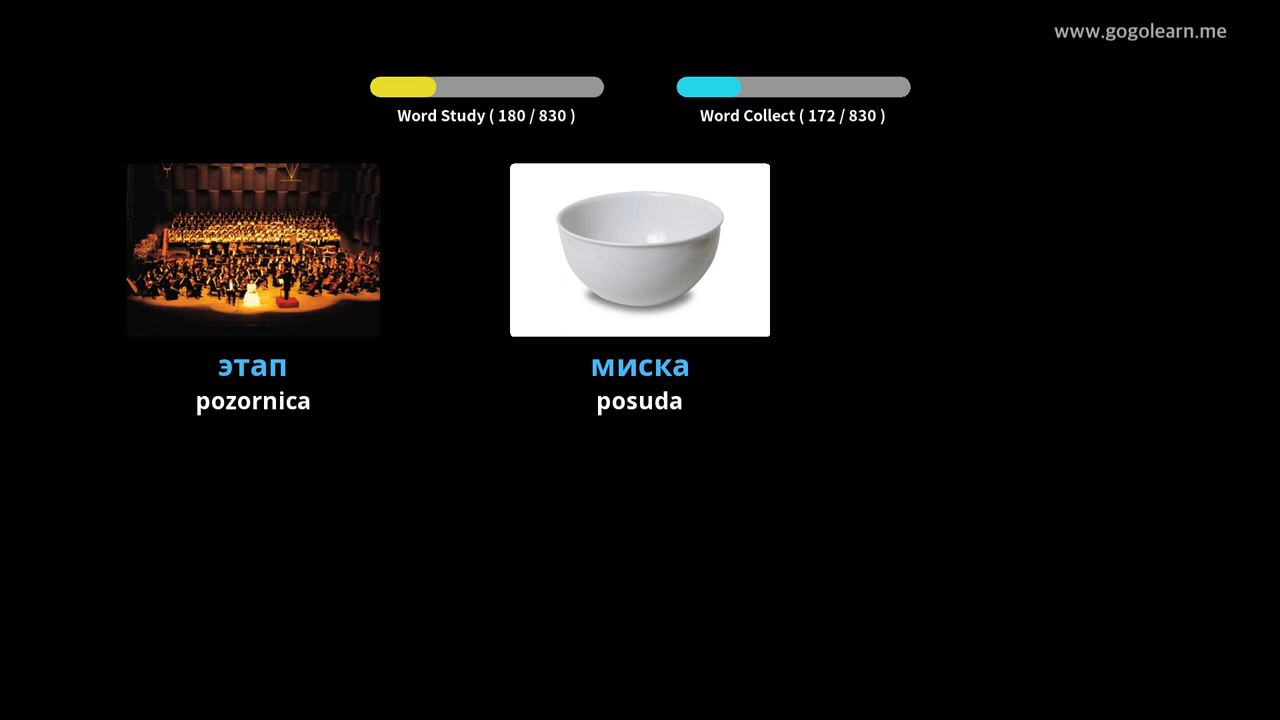 www.gogolearn.me
Word Study ( 180 / 830 )
Word Collect ( 172 / 830 )
этап
pozornica
миска
posuda